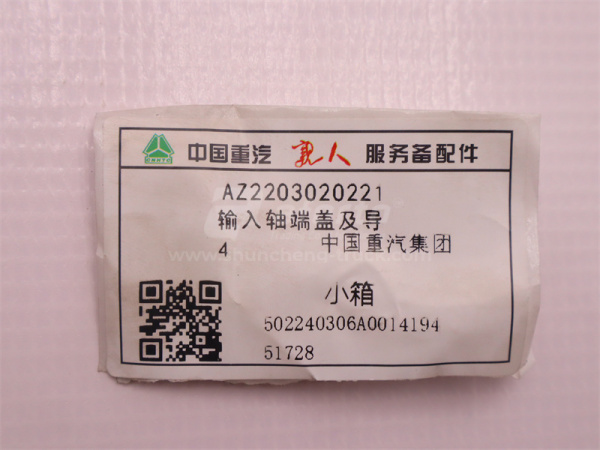 中国重汽 亲人 服务备配件
AZ2203020221
输入轴端盖及导
4 中国重汽集团
小箱
502240306A0014194
51728